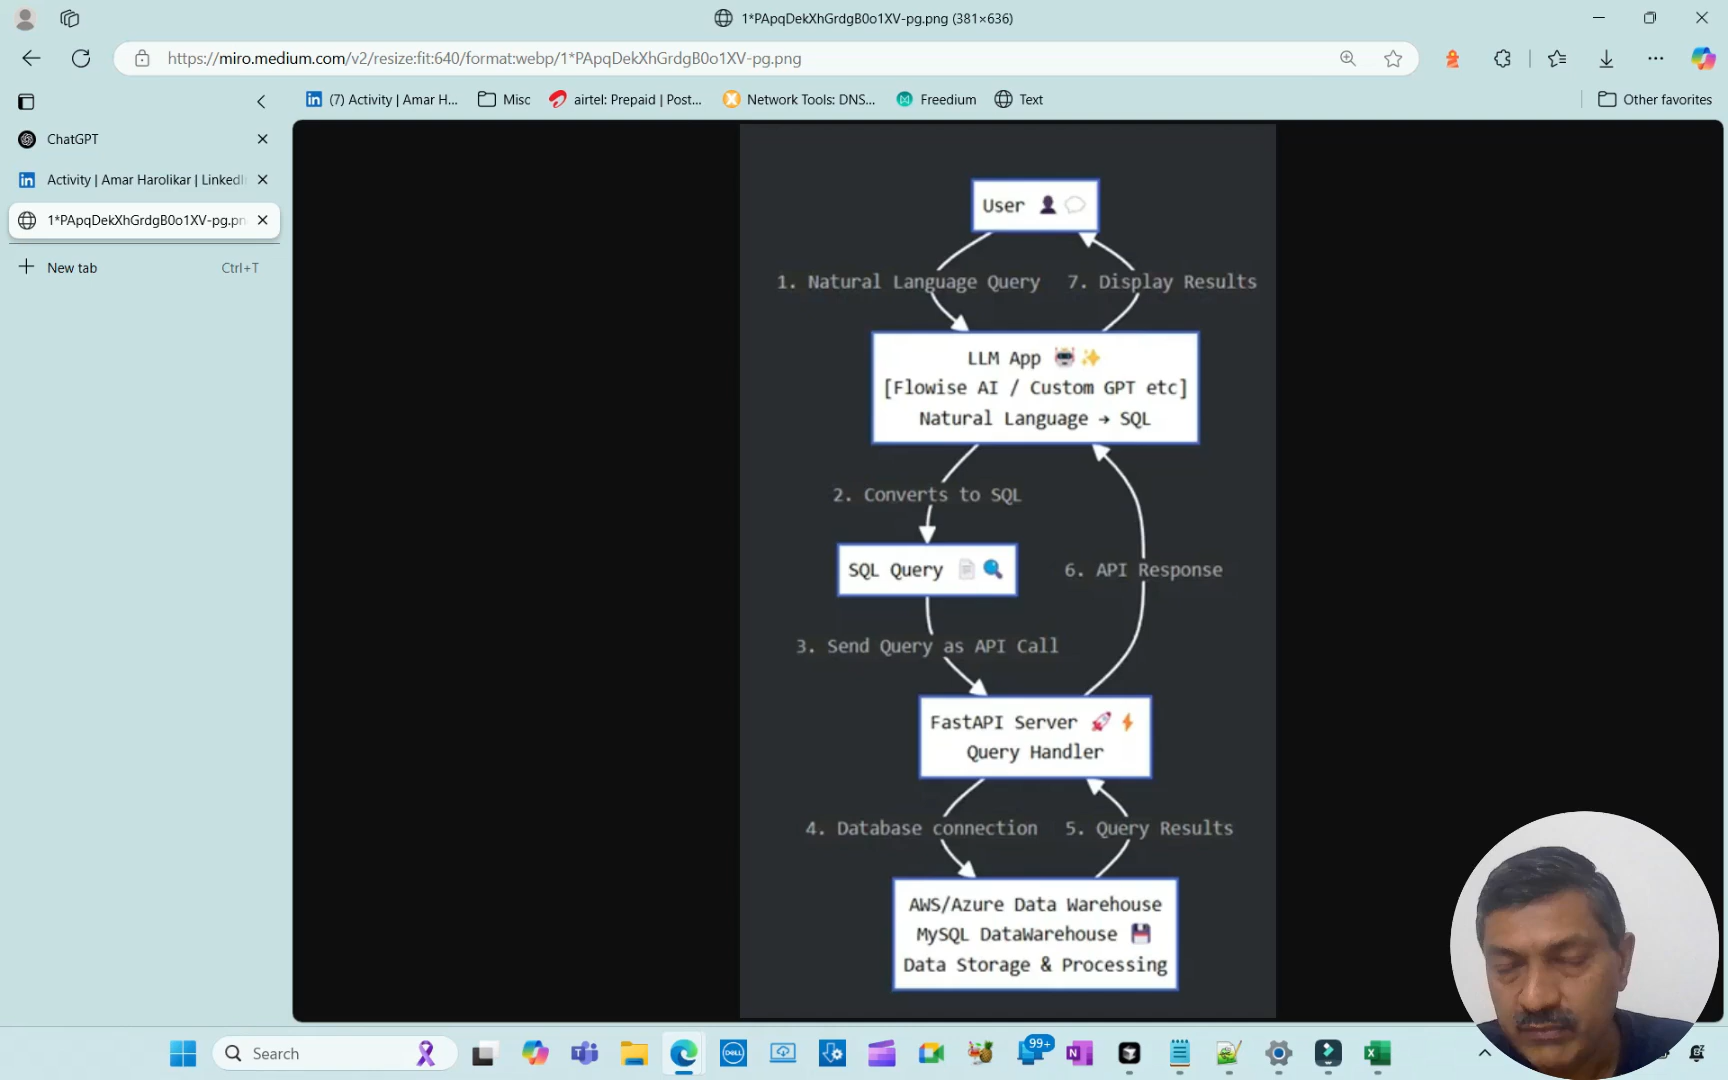 1*PApqDekXhGrdgB0o1XV-pg.png (381×636)
https://miro.medium.com/v2/resize:fit:640/format:webp/1*PApqDekXhGrdgB0o1XV-pg.png
(7) Activity | Amar H...
Misc
airtel: Prepaid | Post...
Network Tools: DNS...
Freedium
Text
Other favorites
ChatGPT
Activity | Amar Harolikar | LinkedI
1*PApqDekXhGrdgB0o1XV-pg.pn
New tab
Ctrl+T
User
1. Natural Language Query
7. Display Results
LLM App
[Flowise AI / Custom GPT etc]
Natural Language → SQL
2. Converts to SQL
SQL Query
6. API Response
3. Send Query as API Call
FastAPI Server
Query Handler
4. Database connection
5. Query Results
AWS/Azure Data Warehouse
MySQL DataWarehouse
Data Storage & Processing
Search
99+